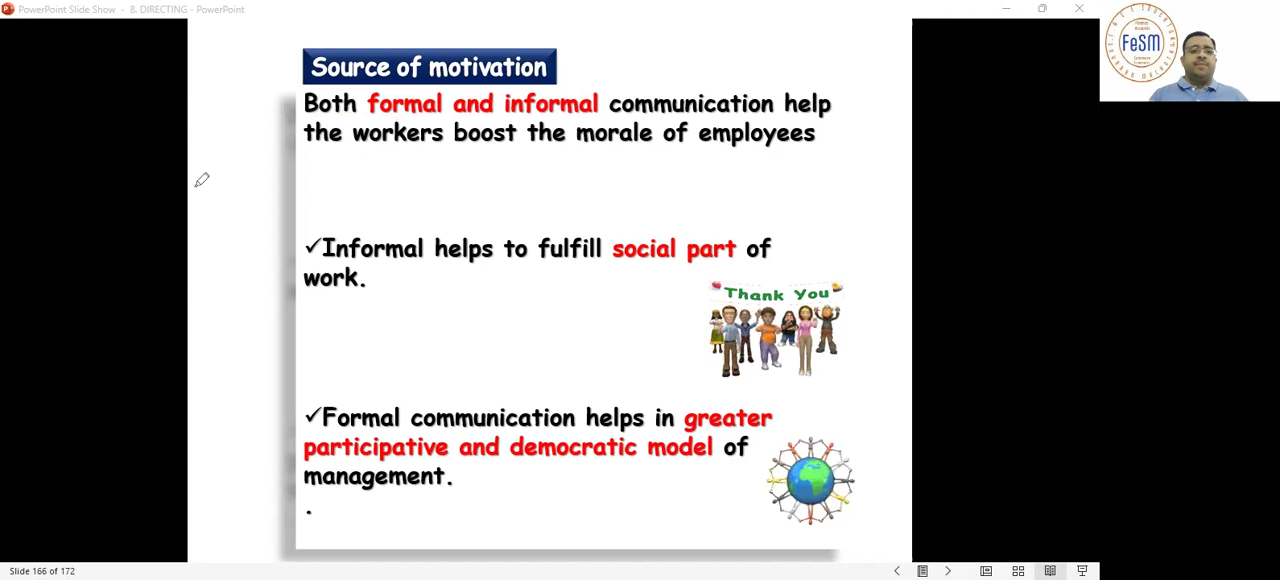 PowerPoint Slide Show - 8. DIRECTING - PowerPoint
FeSM
Source of motivation
Both formal and informal communication help
the workers boost the morale of employees
✓Informal helps to fulfill social part of
work.
Thank You
✓Formal communication helps in greater
participative and democratic model of
management.
.
Slide 166 of 172